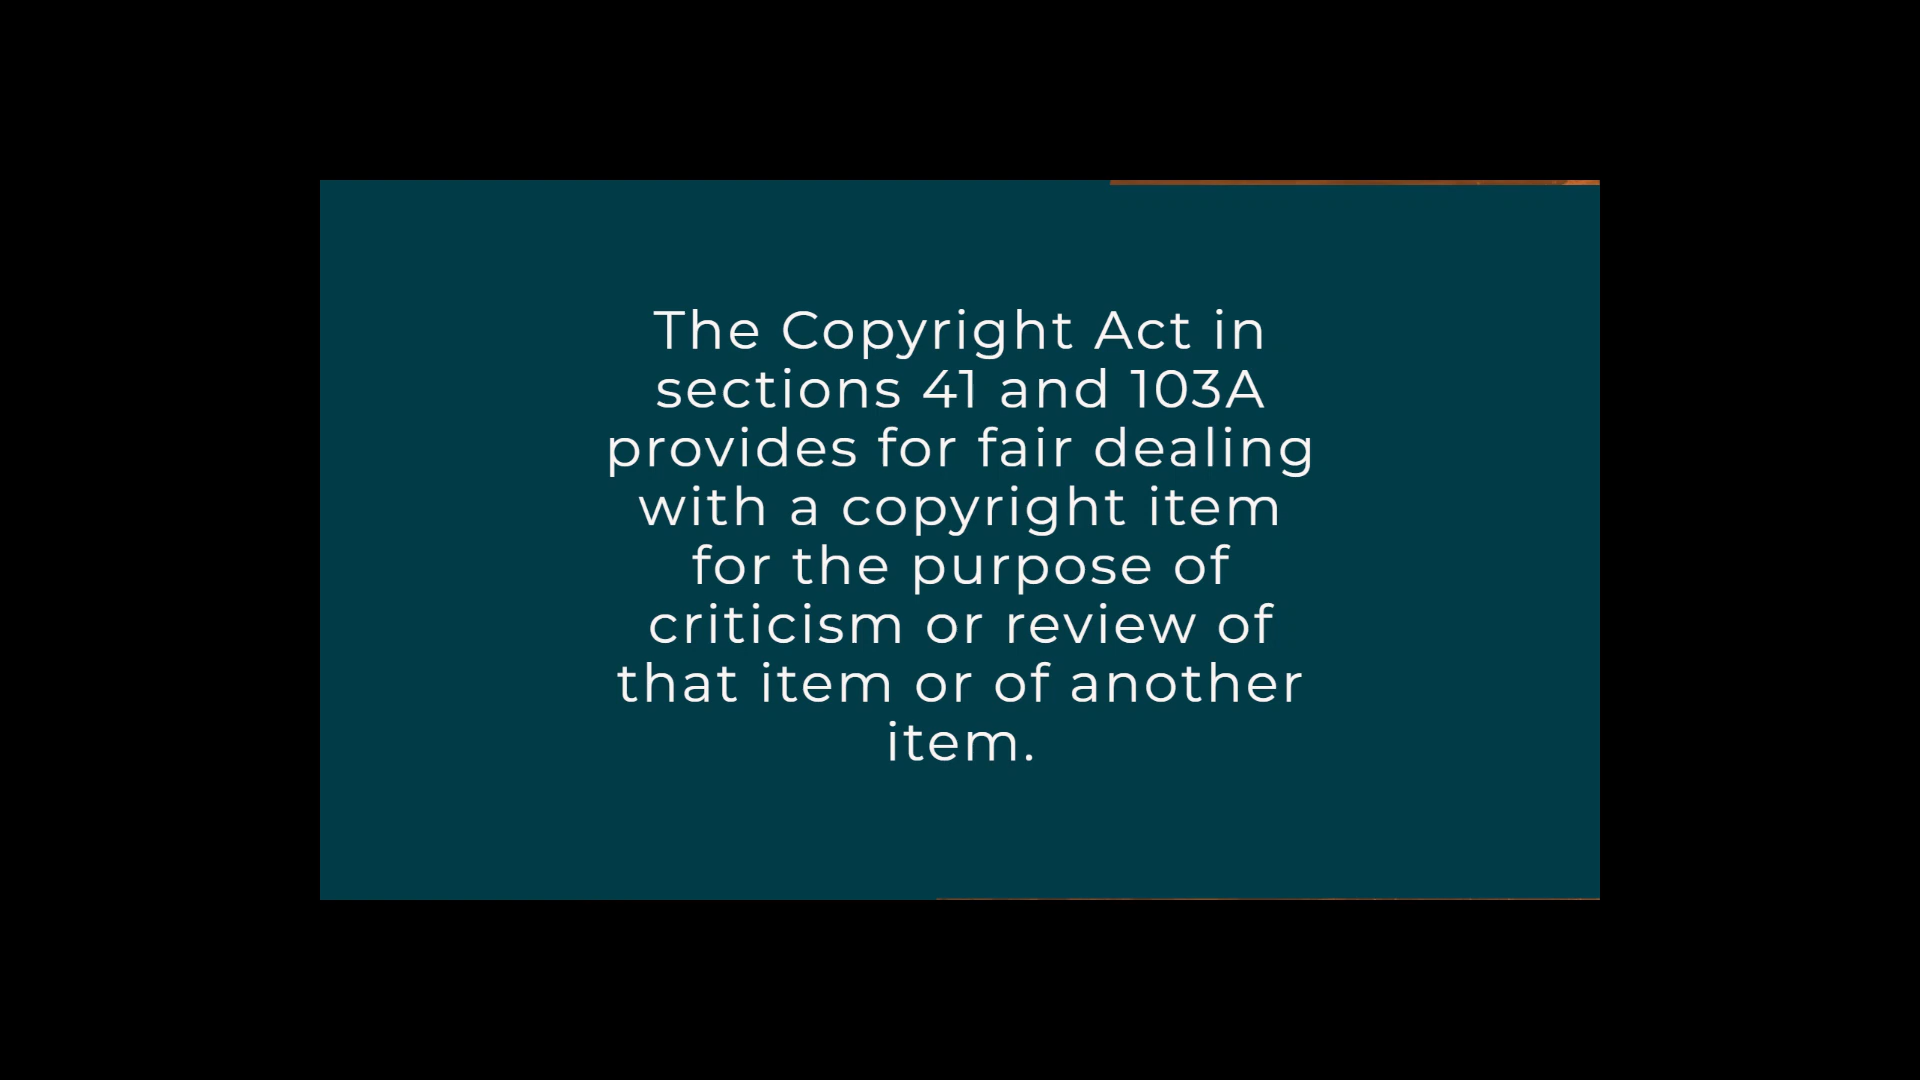 The Copyright Act in
sections 41 and 103A
provides for fair dealing
with a copyright item
for the purpose of
criticism or review of
that item or of another
item.